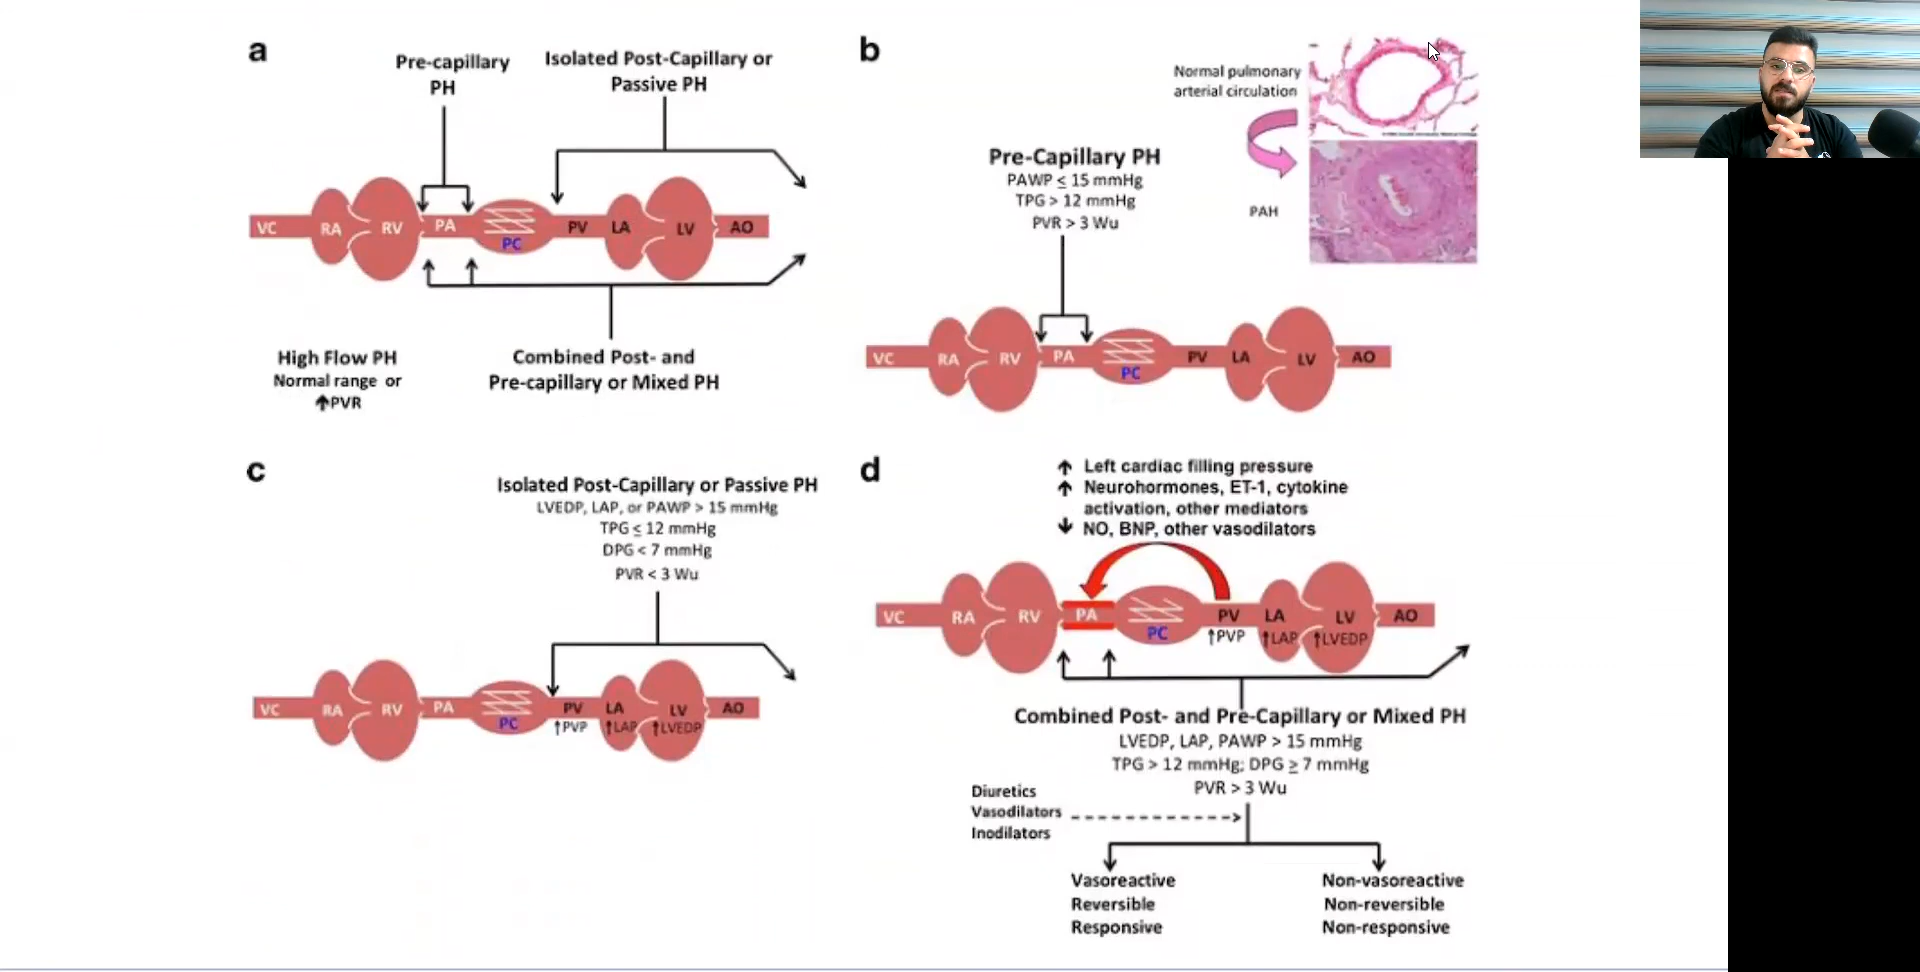 a
Pre-capillary
PH
Isolated Post-Capillary or
Passive PH
VC RA RV PA PC PV LA LV AO
High Flow PH
Normal range or
↑PVR
Combined Post- and
Pre-capillary or Mixed PH
b
Normal pulmonary
arterial circulation
PAH
Pre-Capillary PH
PAWP ≤ 15 mmHg
TPG > 12 mmHg
PVR > 3 Wu
VC RA RV PA PC PV LA LV AO
c
Isolated Post-Capillary or Passive PH
LVEDP, LAP, or PAWP > 15 mmHg
TPG ≤ 12 mmHg
DPG < 7 mmHg
PVR < 3 Wu
VC RA RV PA PC PV LA LV AO
↑PVP ↑LAP ↑LVEDP
d
↑ Left cardiac filling pressure
↑ Neurohormones, ET-1, cytokine
activation, other mediators
↓ NO, BNP, other vasodilators
VC RA RV PA PC PV LA LV AO
↑PVP ↑LAP ↑LVEDP
Combined Post- and Pre-Capillary or Mixed PH
LVEDP, LAP, PAWP > 15 mmHg
TPG > 12 mmHg; DPG ≥ 7 mmHg
PVR > 3 Wu
Diuretics
Vasodilators
Inodilators
Vasoreactive
Reversible
Responsive
Non-vasoreactive
Non-reversible
Non-responsive